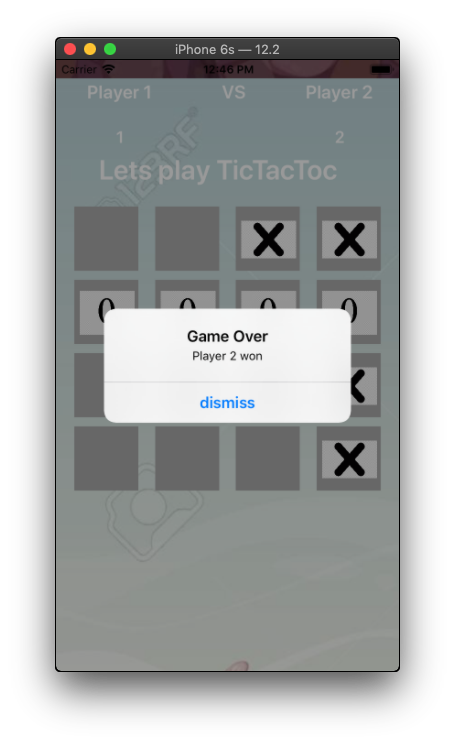 iPhone 6s — 12.2
Carrier 12:46 PM
Player 1 VS Player 2
1 2
Lets play TicTacToc
X X
0 0 0 0
Game Over
Player 2 won
X
dismiss
X